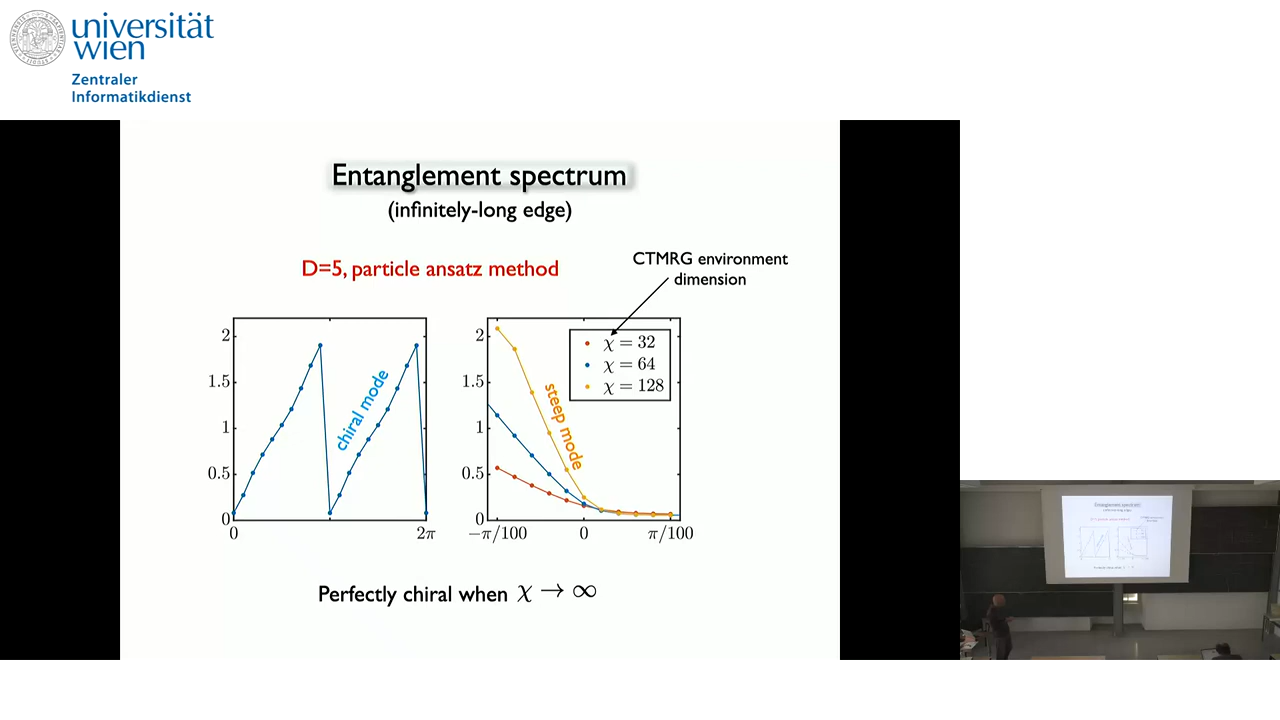 universität
wien
Zentraler
Informatikdienst
Entanglement spectrum
(infinitely-long edge)
D=5, particle ansatz method
CTMRG environment
dimension
2
1.5
1
0.5
0
0
2π
chiral mode
2
1.5
1
0.5
0
−π/100
0
π/100
steep mode
χ = 32
χ = 64
χ = 128
Perfectly chiral when χ → ∞